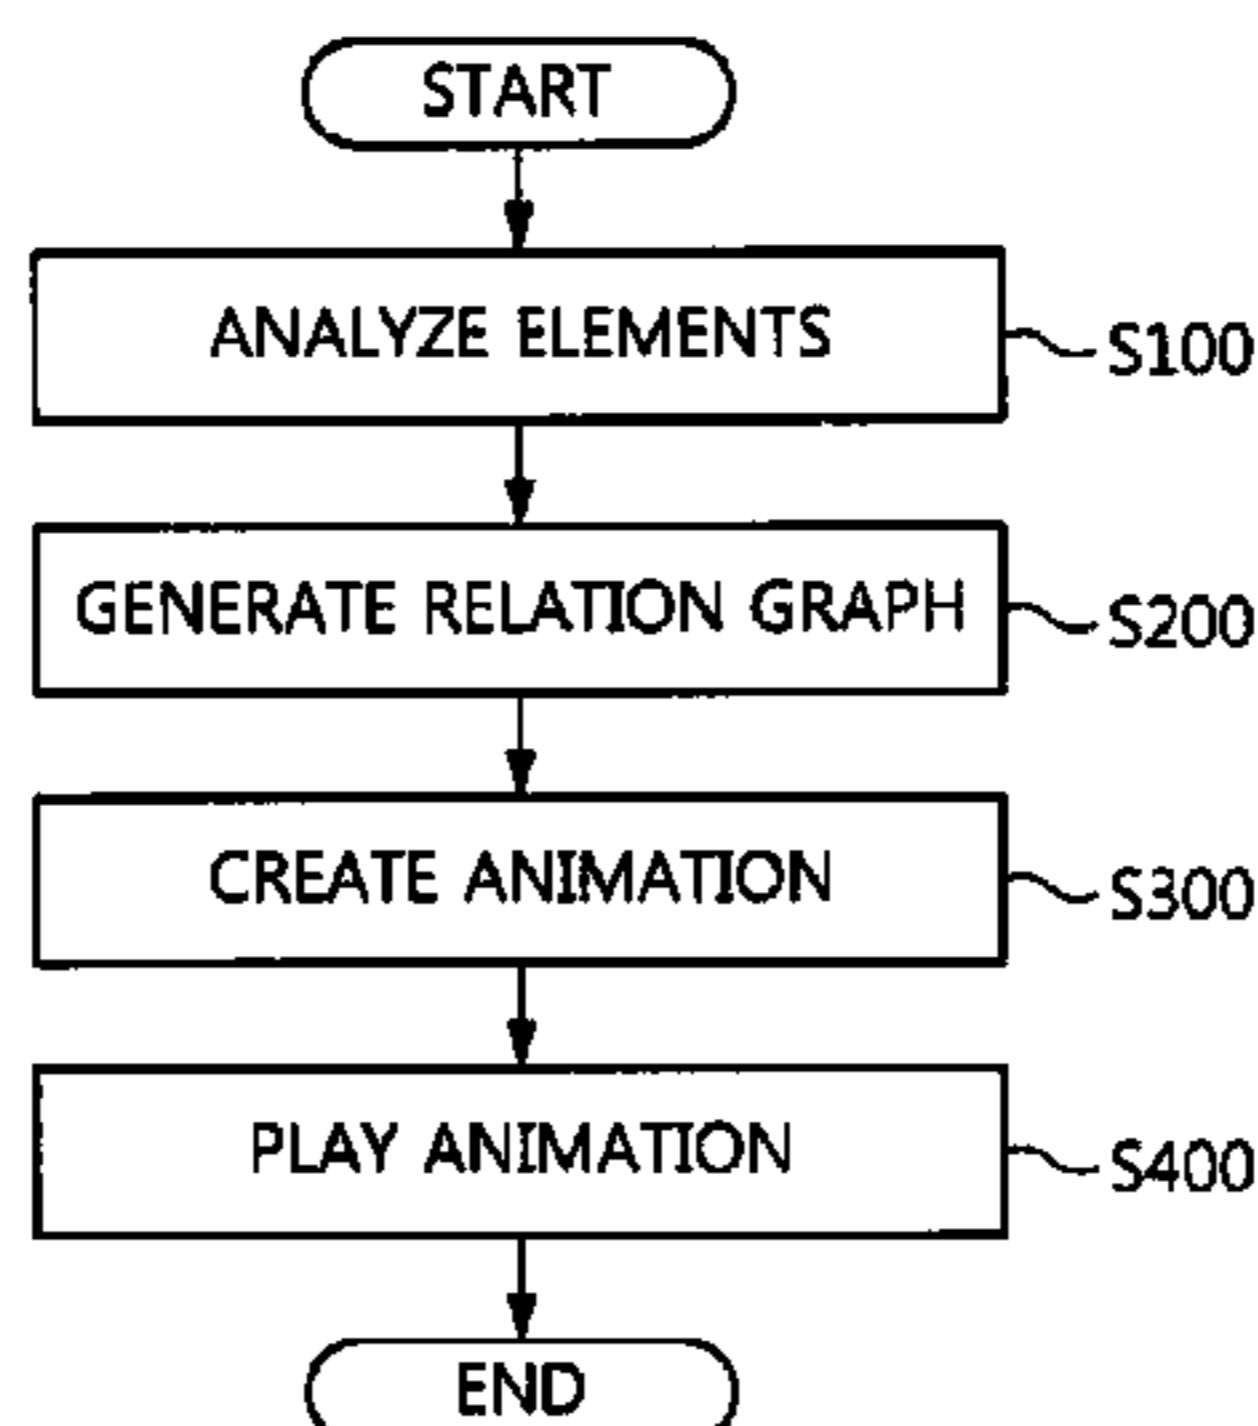 START
ANALYZE ELEMENTS
S100
GENERATE RELATION GRAPH
S200
CREATE ANIMATION
S300
PLAY ANIMATION
S400
END